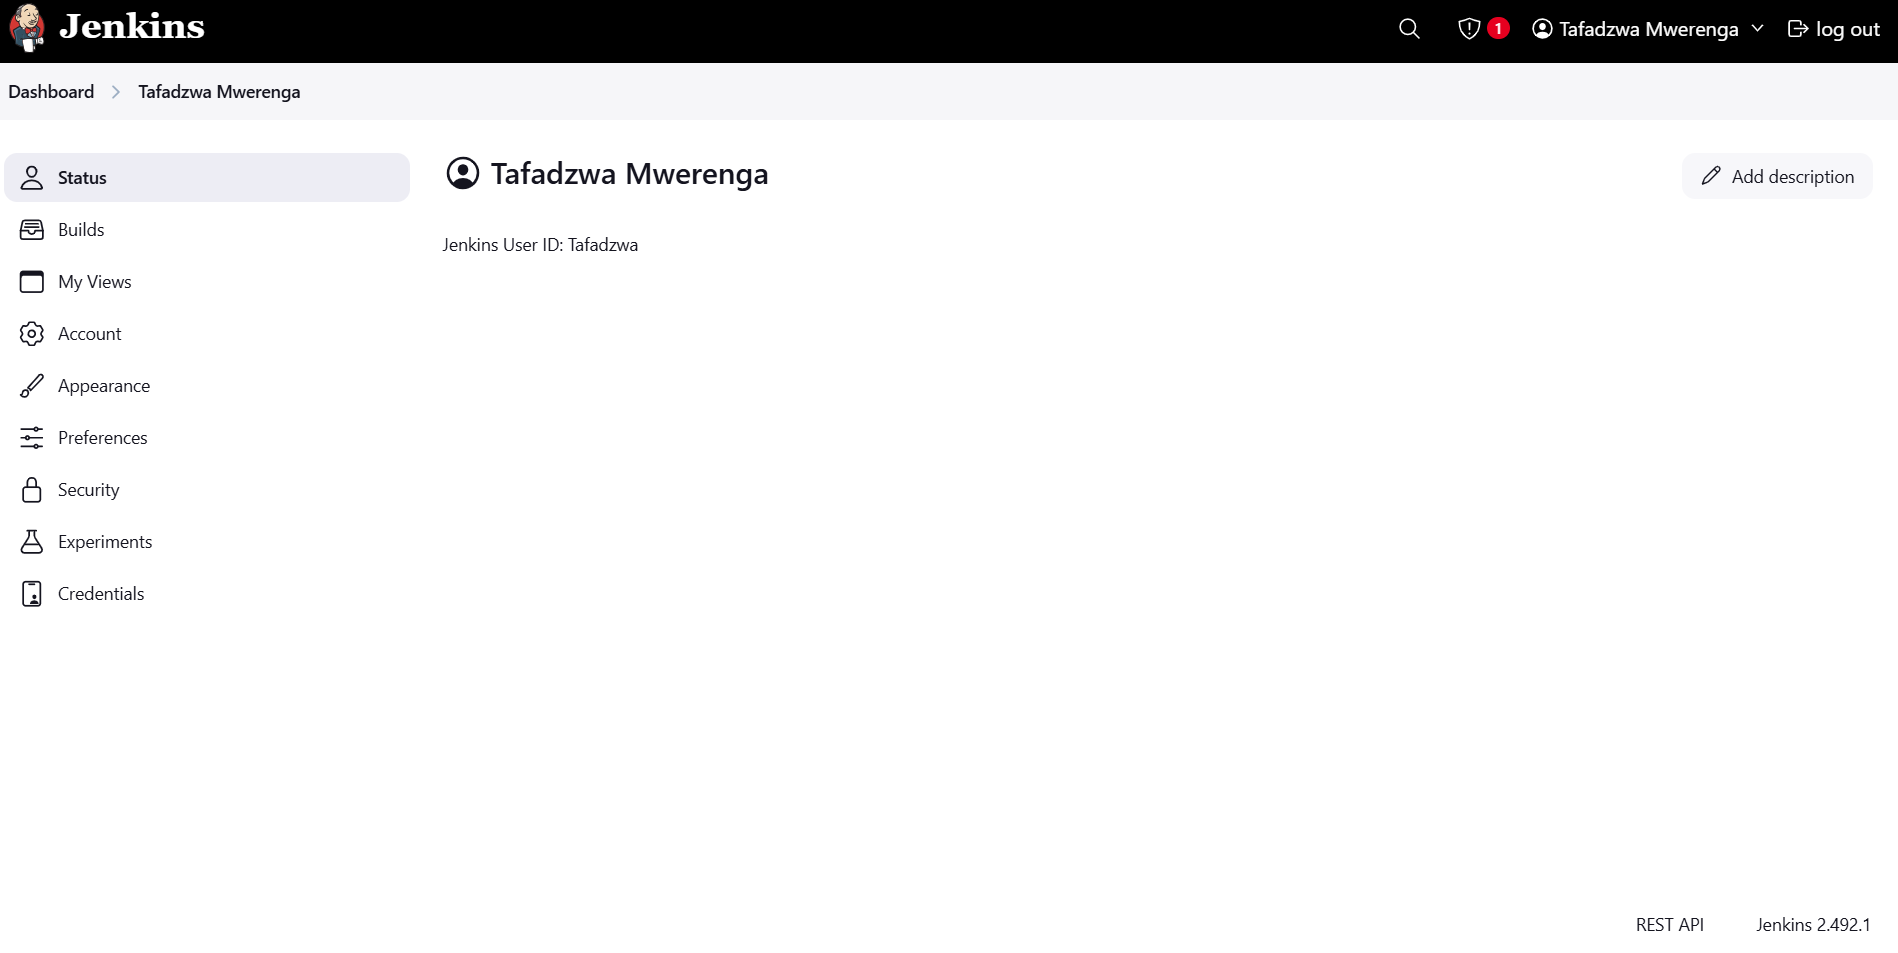 Jenkins
1
Tafadzwa Mwerenga
log out
Dashboard
Tafadzwa Mwerenga
Status
Builds
My Views
Account
Appearance
Preferences
Security
Experiments
Credentials
Tafadzwa Mwerenga
Add description
Jenkins User ID: Tafadzwa
REST API
Jenkins 2.492.1